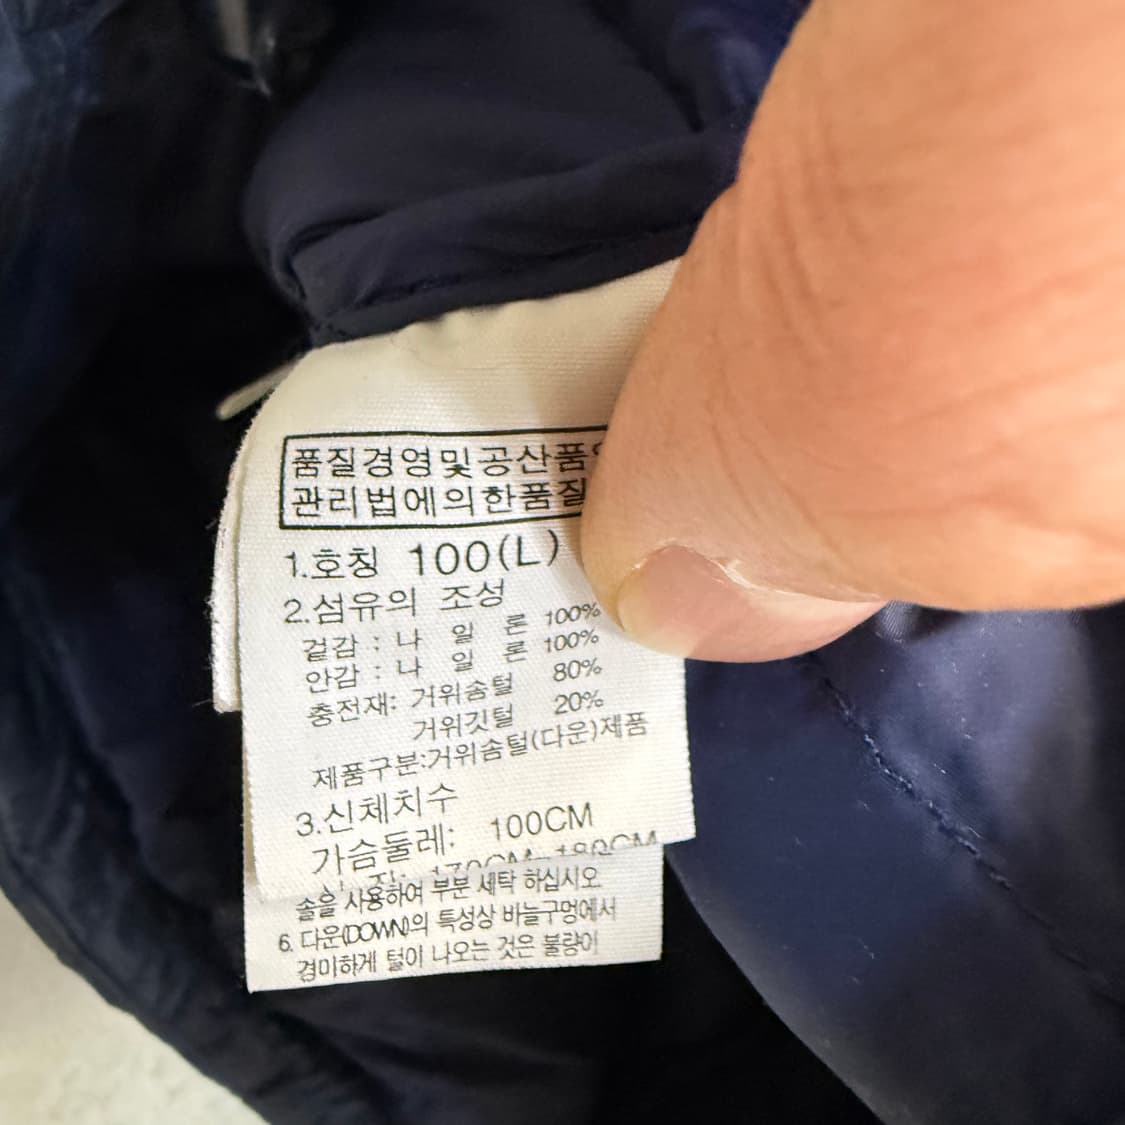 품질경영및공산품
관리법에의한품질
1.호칭 100(L)
2.섬유의 조성
겉감 : 나 일 론 100%
안감 : 나 일 론 100%
충전재: 거위솜털 80%
거위깃털 20%
제품구분:거위솜털(다운)제품
3.신체치수
가슴둘레: 100CM
솔을 사용하여 부분 세탁 하십시오
6. 다운(DOWN)의 특성상 바늘구멍에서
경미하게 털이 나오는 것은 불량이